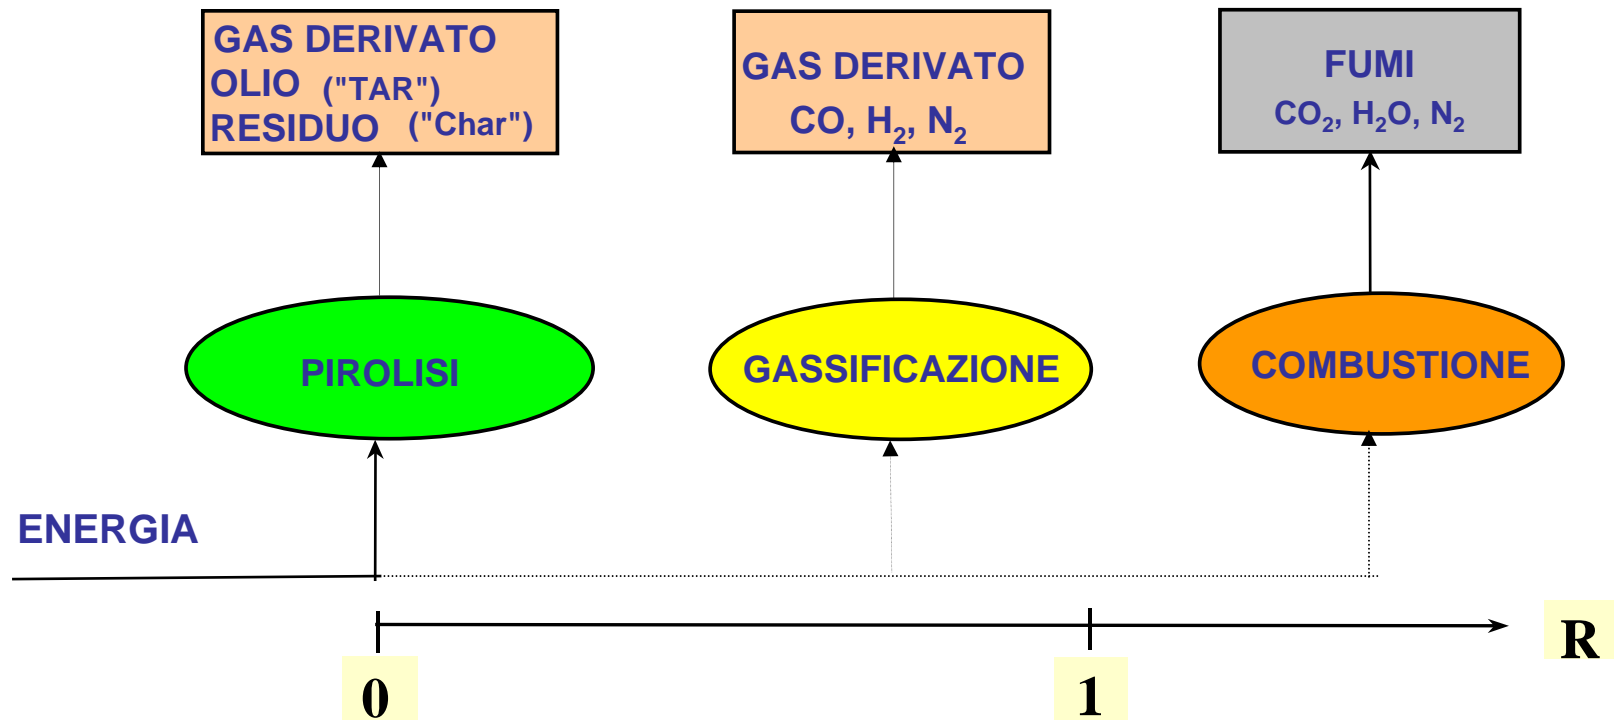 GAS DERIVATO
OLIO ("TAR")
RESIDUO ("Char")
GAS DERIVATO
CO, H₂, N₂
FUMI
CO₂, H₂O, N₂
PIROLISI
GASSIFICAZIONE
COMBUSTIONE
ENERGIA
R
0
1